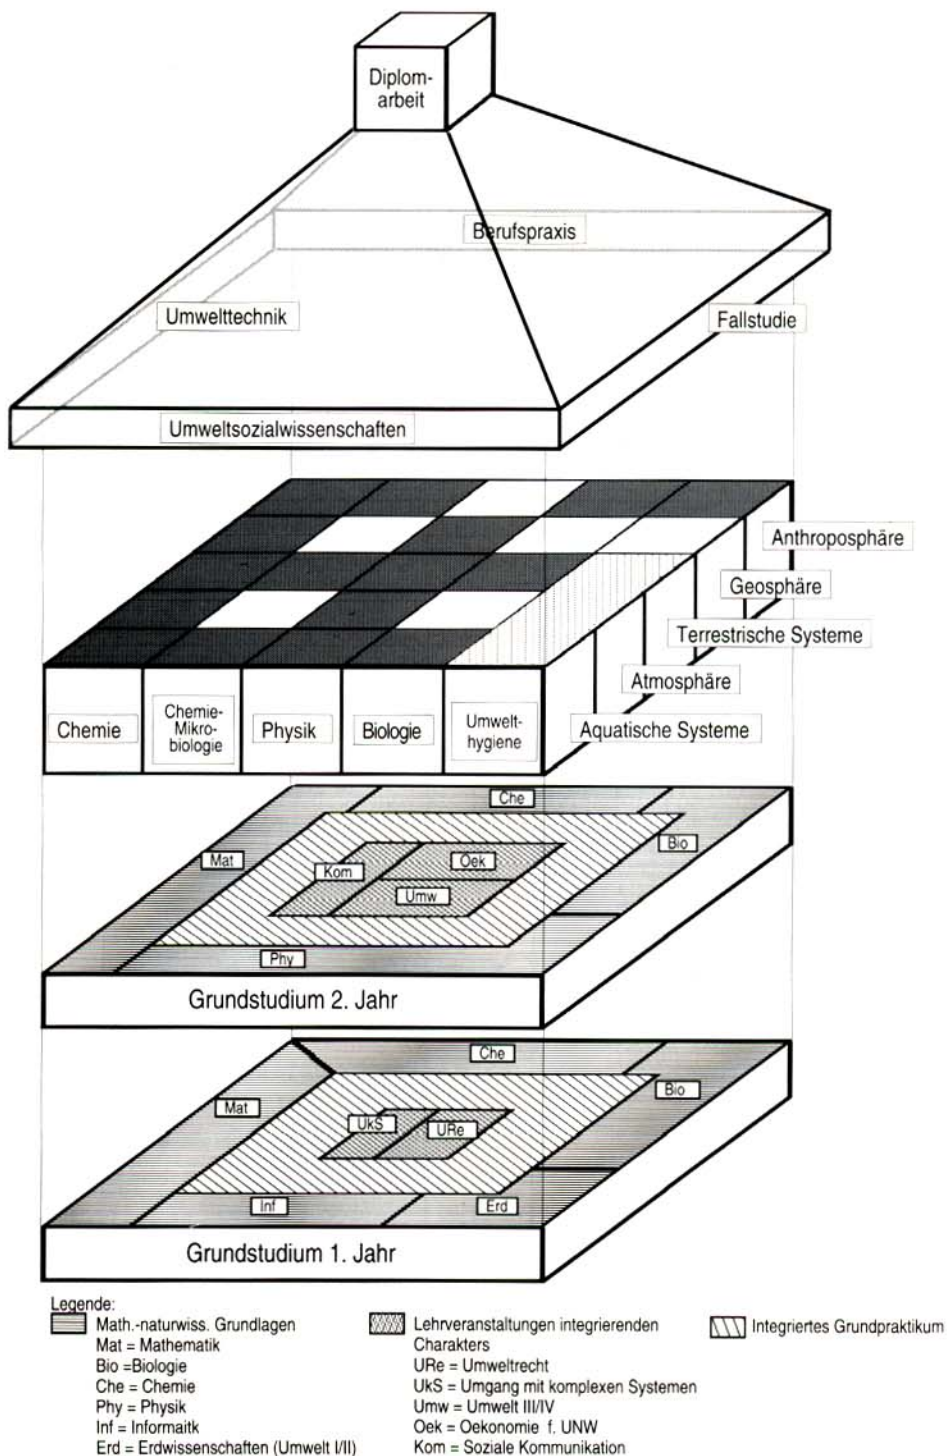 Diplom-
arbeit
Berufspraxis
Umwelttechnik
Fallstudie
Umweltsozialwissenschaften
Anthroposphäre
Geosphäre
Terrestrische Systeme
Atmosphäre
Aquatische Systeme
Chemie
Chemie-
Mikro-
biologie
Physik
Biologie
Umwelt-
hygiene
Che
Mat
Bio
Kom
Oek
Umw
Phy
Grundstudium 2. Jahr
Che
Mat
Bio
UkS
URe
Inf
Erd
Grundstudium 1. Jahr
Legende:
Math.-naturwiss. Grundlagen
Mat = Mathematik
Bio =Biologie
Che = Chemie
Phy = Physik
Inf = Informaitk
Erd = Erdwissenschaften (Umwelt I/II)
Lehrveranstaltungen integrierenden
Charakters
URe = Umweltrecht
UkS = Umgang mit komplexen Systemen
Umw = Umwelt III/IV
Oek = Oekonomie f. UNW
Kom = Soziale Kommunikation
Integriertes Grundpraktikum